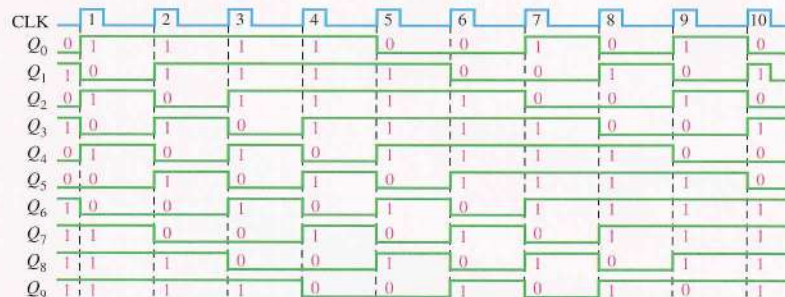 CLK 1 2 3 4 5 6 7 8 9 10
Q0 0 1 1 1 1 0 0 1 0 1 0
Q1 1 0 1 1 1 1 0 0 1 0 1
Q2 0 1 0 1 1 1 1 0 0 1 0
Q3 1 0 1 0 1 1 1 1 0 0 1
Q4 0 1 0 1 0 1 1 1 1 0 0
Q5 0 0 1 0 1 0 1 1 1 1 0
Q6 1 0 0 1 0 1 0 1 1 1 1
Q7 1 1 0 0 1 0 1 0 1 1 1
Q8 1 1 1 0 0 1 0 1 0 1 1
Q9 1 1 1 1 0 0 1 0 1 0 1